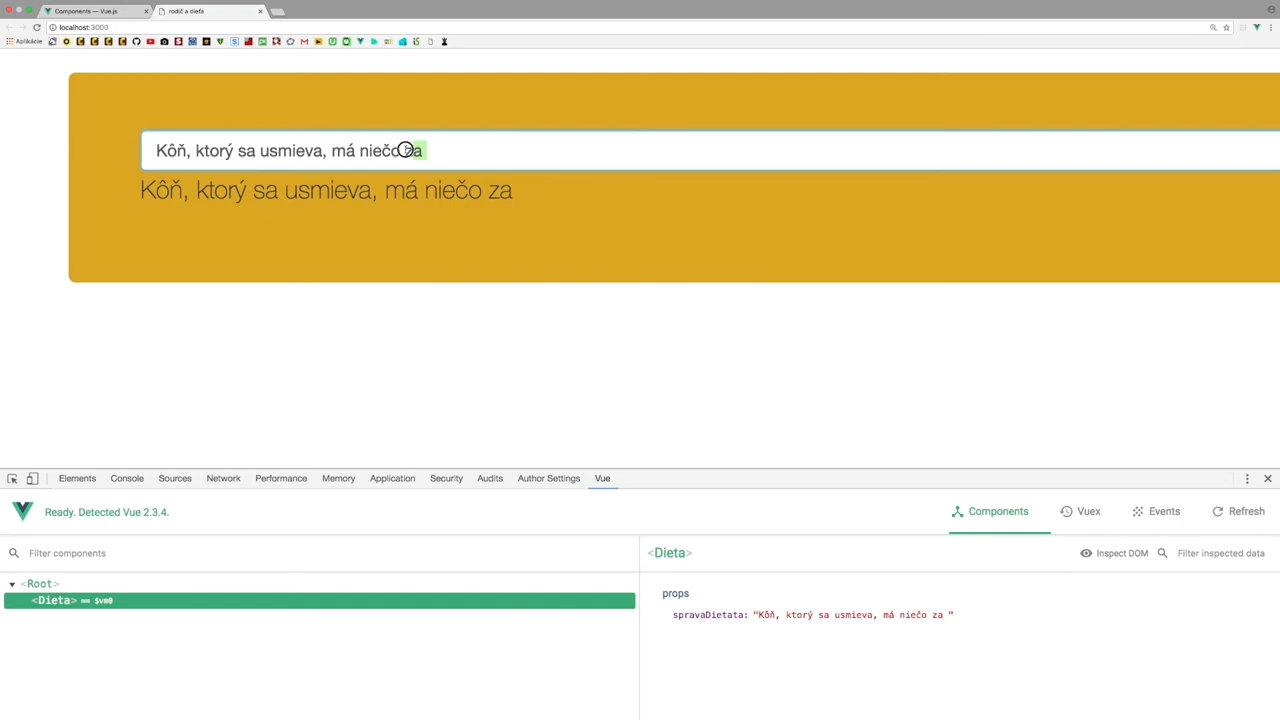 Components — Vue.js
rodič a dieťa
localhost:3000
Aplikácie
Kôň, ktorý sa usmieva, má niečo za
Kôň, ktorý sa usmieva, má niečo za
Elements Console Sources Network Performance Memory Application Security Audits Author Settings Vue
Ready. Detected Vue 2.3.4.
Components Vuex Events Refresh
Filter components
<Dieta>
Inspect DOM Filter inspected data
<Root>
<Dieta> == $vm0
props
spravaDietata: "Kôň, ktorý sa usmieva, má niečo za "